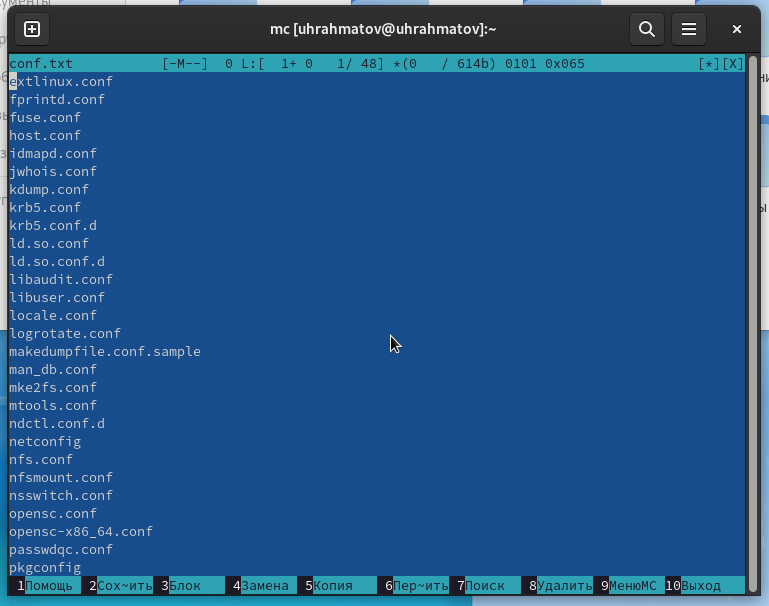 кументы
mc [uhrahmatov@uhrahmatov]:~
conf.txt [-M--] 0 L:[ 1+ 0 1/ 48] *(0 / 614b) 0101 0x065 [*][X]
extlinux.conf
fprintd.conf
fuse.conf
host.conf
idmapd.conf
jwhois.conf
kdump.conf
krb5.conf
krb5.conf.d
ld.so.conf
ld.so.conf.d
libaudit.conf
libuser.conf
locale.conf
logrotate.conf
makedumpfile.conf.sample
man_db.conf
mke2fs.conf
mtools.conf
ndctl.conf.d
netconfig
nfs.conf
nfsmount.conf
nsswitch.conf
opensc.conf
opensc-x86_64.conf
passwdqc.conf
pkgconfig
1Помощь 2Сох~ить 3Блок 4Замена 5Копия 6Пер~ить 7Поиск 8Удалить 9МенюMC 10Выход